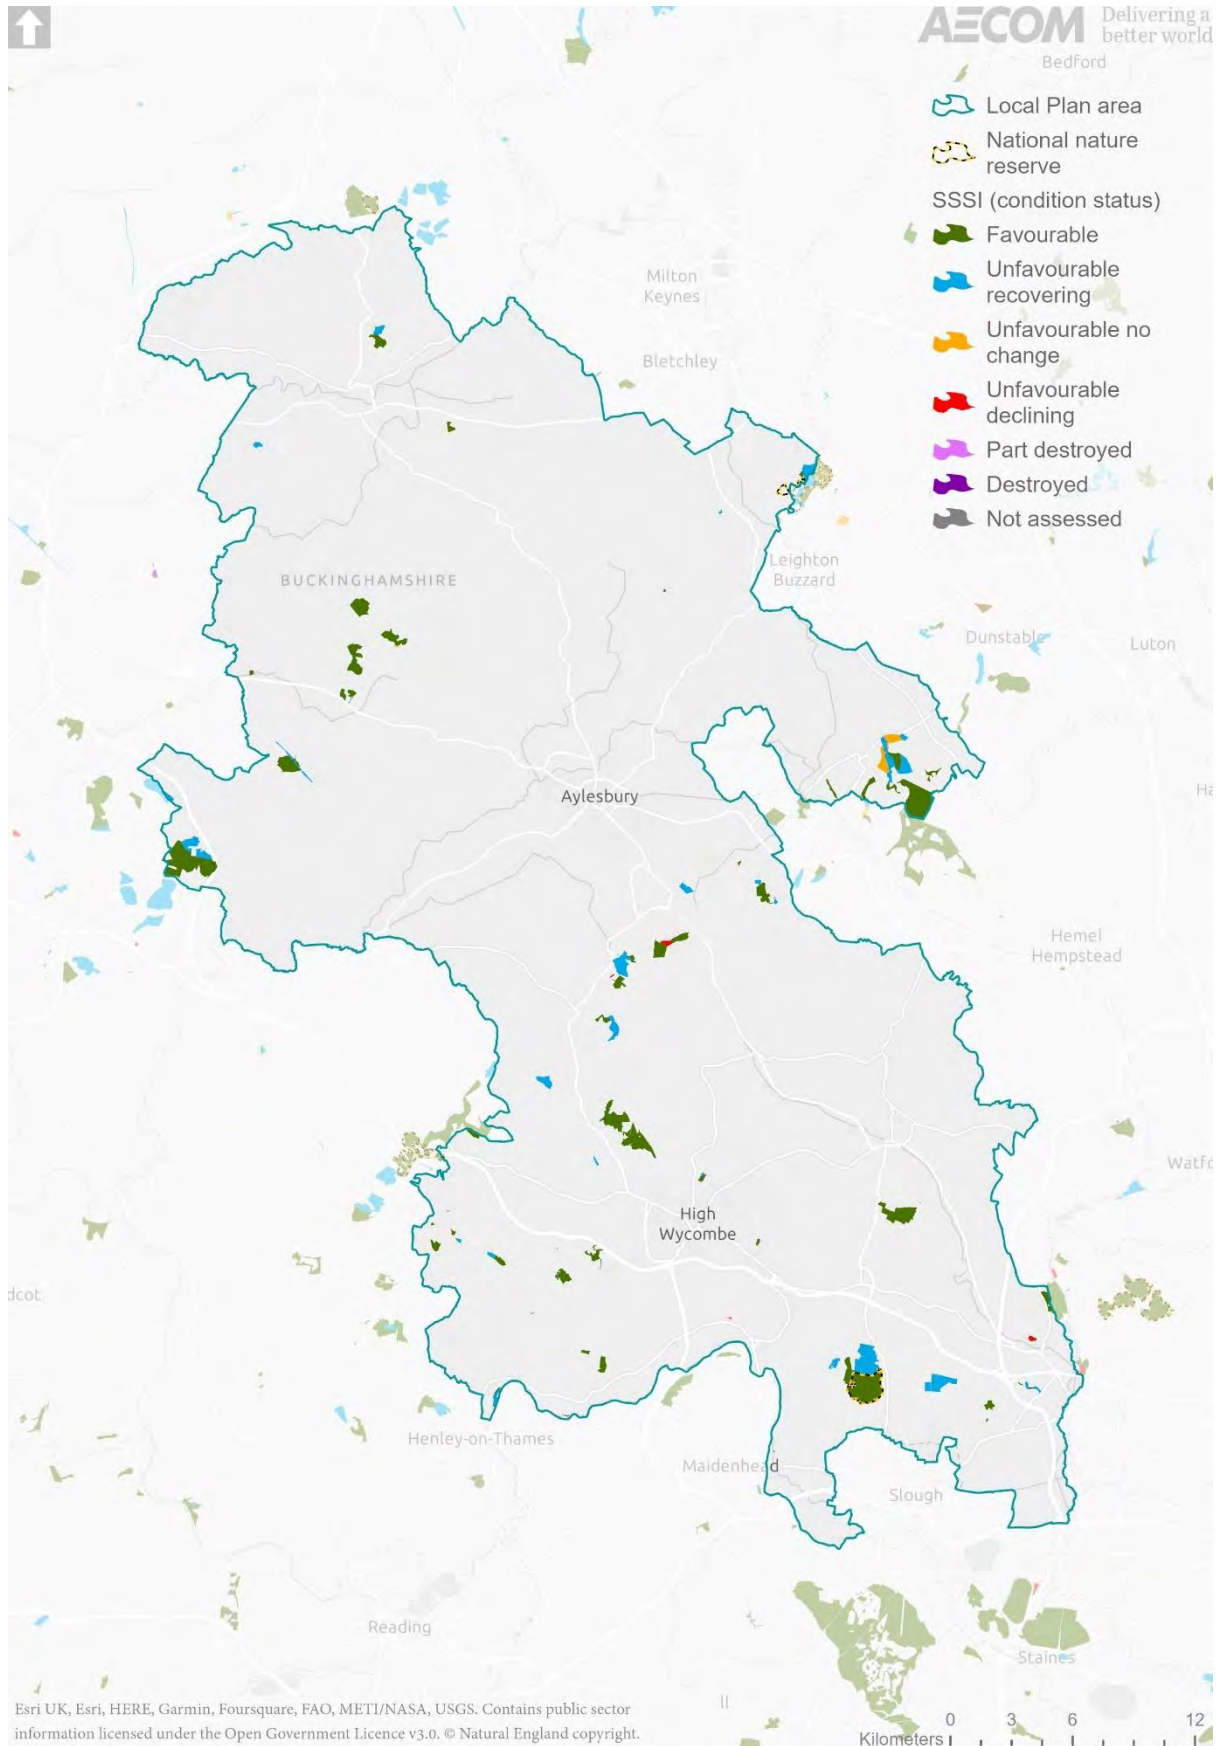 AECOM
Delivering a
better world
Bedford
Local Plan area
National nature
reserve
SSSI (condition status)
Favourable
Unfavourable
recovering
Unfavourable no
change
Unfavourable
declining
Part destroyed
Destroyed
Not assessed
Milton
Keynes
Bletchley
BUCKINGHAMSHIRE
Leighton
Buzzard
Dunstable
Luton
Aylesbury
Ha
Hemel
Hempstead
Watfo
High
Wycombe
dcot
Henley-on-Thames
Maidenhead
Slough
Reading
Staines
Esri UK, Esri, HERE, Garmin, Foursquare, FAO, METI/NASA, USGS. Contains public sector
information licensed under the Open Government Licence v3.0. © Natural England copyright.
0 3 6 12
Kilometers